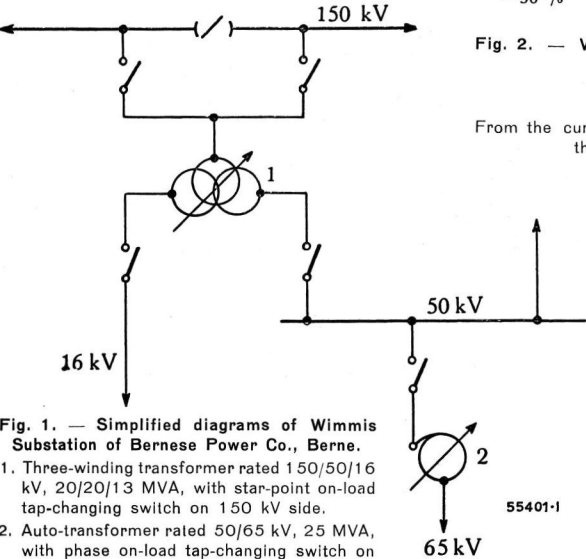 150 kV
1
50 kV
16 kV
2
65 kV
55401-I
Fig. 1. — Simplified diagrams of Wimmis
Substation of Bernese Power Co., Berne.
1. Three-winding transformer rated 150/50/16
kV, 20/20/13 MVA, with star-point on-load
tap-changing switch on 150 kV side.
2. Auto-transformer rated 50/65 kV, 25 MVA,
with phase on-load tap-changing switch on
Fig. 2. — V
From the cur
th